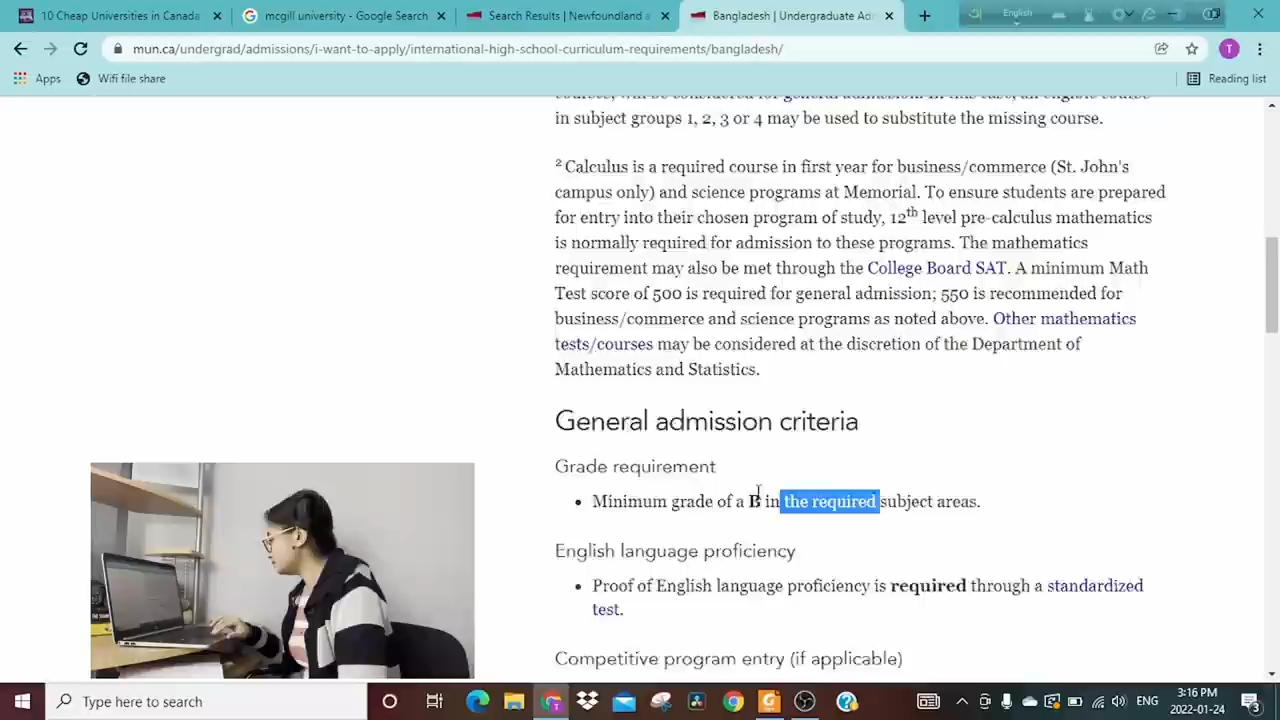 10 Cheap Universities in Canada
mcgill university - Google Search
Search Results | Newfoundland a
Bangladesh | Undergraduate Adm
English
mun.ca/undergrad/admissions/i-want-to-apply/international-high-school-curriculum-requirements/bangladesh/
T
Apps
Wifi file share
Reading list
in subject groups 1, 2, 3 or 4 may be used to substitute the missing course.
² Calculus is a required course in first year for business/commerce (St. John's
campus only) and science programs at Memorial. To ensure students are prepared
for entry into their chosen program of study, 12th level pre-calculus mathematics
is normally required for admission to these programs. The mathematics
requirement may also be met through the College Board SAT. A minimum Math
Test score of 500 is required for general admission; 550 is recommended for
business/commerce and science programs as noted above. Other mathematics
tests/courses may be considered at the discretion of the Department of
Mathematics and Statistics.
General admission criteria
Grade requirement
• Minimum grade of a B in the required subject areas.
English language proficiency
• Proof of English language proficiency is required through a standardized
test.
Competitive program entry (if applicable)
Type here to search
ENG
3:16 PM
2022-01-24
3